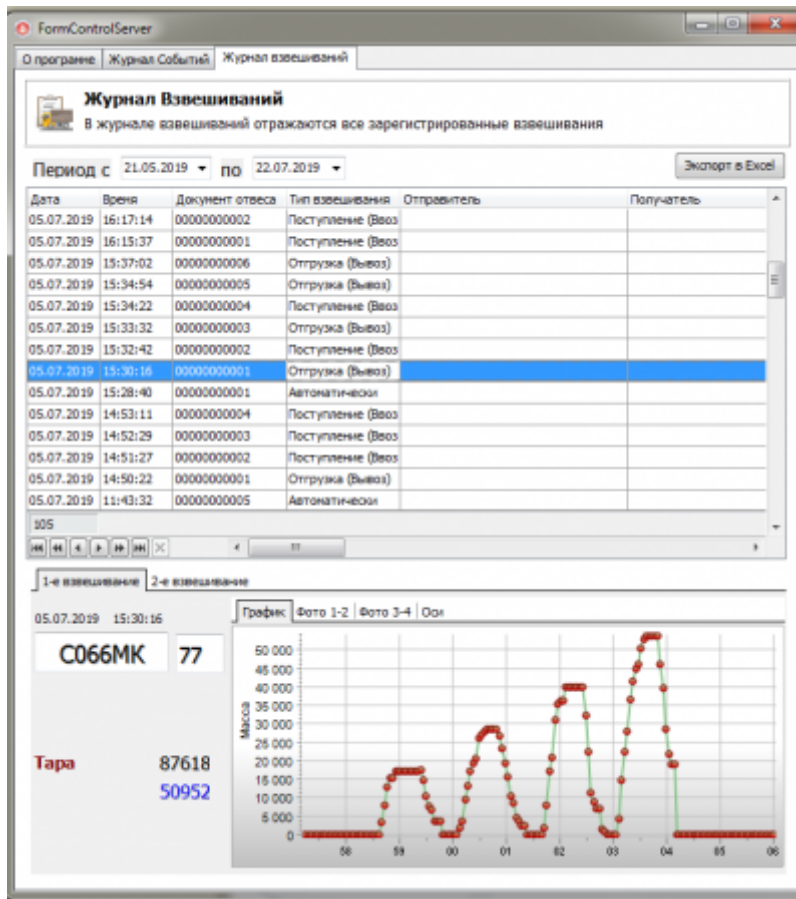 FormControlServer
О програме Журнал Событий Журнал взвешиваний
Журнал Взвешиваний
В журнале взвешиваний отражаются все зарегистрированные взвешивания
Период с 21.05.2019 по 22.07.2019 Экспорт в Excel
Дата Время Документ отвеса Тип взвешивания Отправитель Получатель
05.07.2019 16:17:14 00000000002 Поступление (Ввоз
05.07.2019 16:15:37 00000000001 Поступление (Ввоз
05.07.2019 15:37:02 00000000006 Отгрузка (Вывоз)
05.07.2019 15:34:54 00000000005 Отгрузка (Вывоз)
05.07.2019 15:34:22 00000000004 Поступление (Ввоз
05.07.2019 15:33:32 00000000003 Отгрузка (Вывоз)
05.07.2019 15:32:42 00000000002 Поступление (Ввоз
05.07.2019 15:30:16 00000000001 Отгрузка (Вывоз)
05.07.2019 15:28:40 00000000001 Автоматически
05.07.2019 14:53:11 00000000004 Поступление (Ввоз
05.07.2019 14:52:29 00000000003 Поступление (Ввоз
05.07.2019 14:51:27 00000000002 Поступление (Ввоз
05.07.2019 14:50:22 00000000001 Отгрузка (Вывоз)
05.07.2019 11:43:32 00000000005 Автоматически
105
1-е взвешивание 2-е взвешивание
05.07.2019 15:30:16
График Фото 1-2 Фото 3-4 Оси
С066МК 77
Тара 87618
50952
Масса
50 000
45 000
40 000
35 000
30 000
25 000
20 000
15 000
10 000
5 000
0
58 59 00 01 02 03 04 05 06